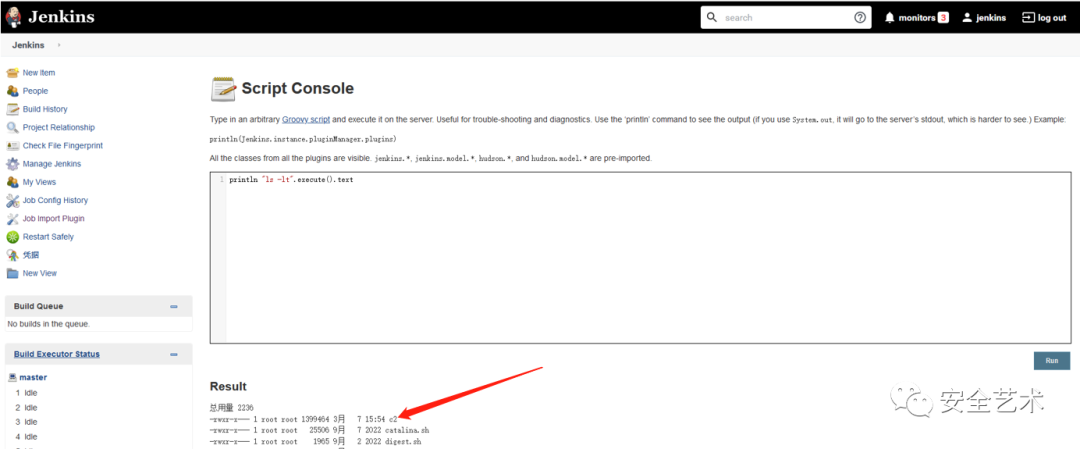 Jenkins
search
monitors 3
jenkins
log out
Jenkins
New Item
People
Build History
Project Relationship
Check File Fingerprint
Manage Jenkins
My Views
Job Config History
Job Import Plugin
Restart Safely
凭据
New View
Build Queue
No builds in the queue.
Build Executor Status
master
1 Idle
2 Idle
3 Idle
4 Idle
Script Console
Type in an arbitrary Groovy script and execute it on the server. Useful for trouble-shooting and diagnostics. Use the 'println' command to see the output (if you use System.out, it will go to the server's stdout, which is harder to see.) Example:
println(Jenkins.instance.pluginManager.plugins)
All the classes from all the plugins are visible. jenkins.*, jenkins.model.*, hudson.*, and hudson.model.* are pre-imported.
1 println "ls -lt".execute().text
Run
Result
总用量 2236
-rwxr-x--- 1 root root 1399464 3月 7 15:54 c2
-rwxr-x--- 1 root root 25506 9月 7 2022 catalina.sh
-rwxr-x--- 1 root root 1965 9月 2 2022 digest.sh
安全艺术